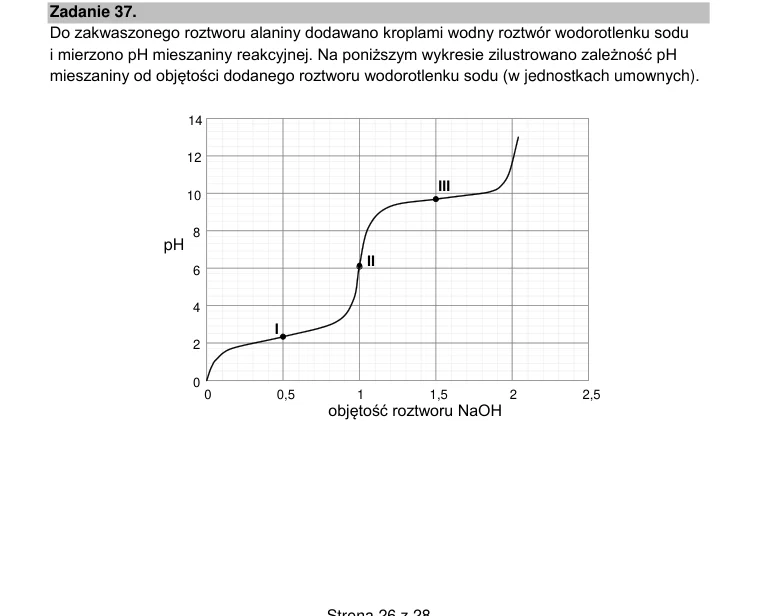 Zadanie 37.
Do zakwaszonego roztworu alaniny dodawano kroplami wodny roztwór wodorotlenku sodu
i mierzono pH mieszaniny reakcyjnej. Na poniższym wykresie zilustrowano zależność pH
mieszaniny od objętości dodanego roztworu wodorotlenku sodu (w jednostkach umownych).
14
12
10
8
6
4
2
0
pH
I
II
III
0 0,5 1 1,5 2 2,5
objętość roztworu NaOH
Strona 26 z 28